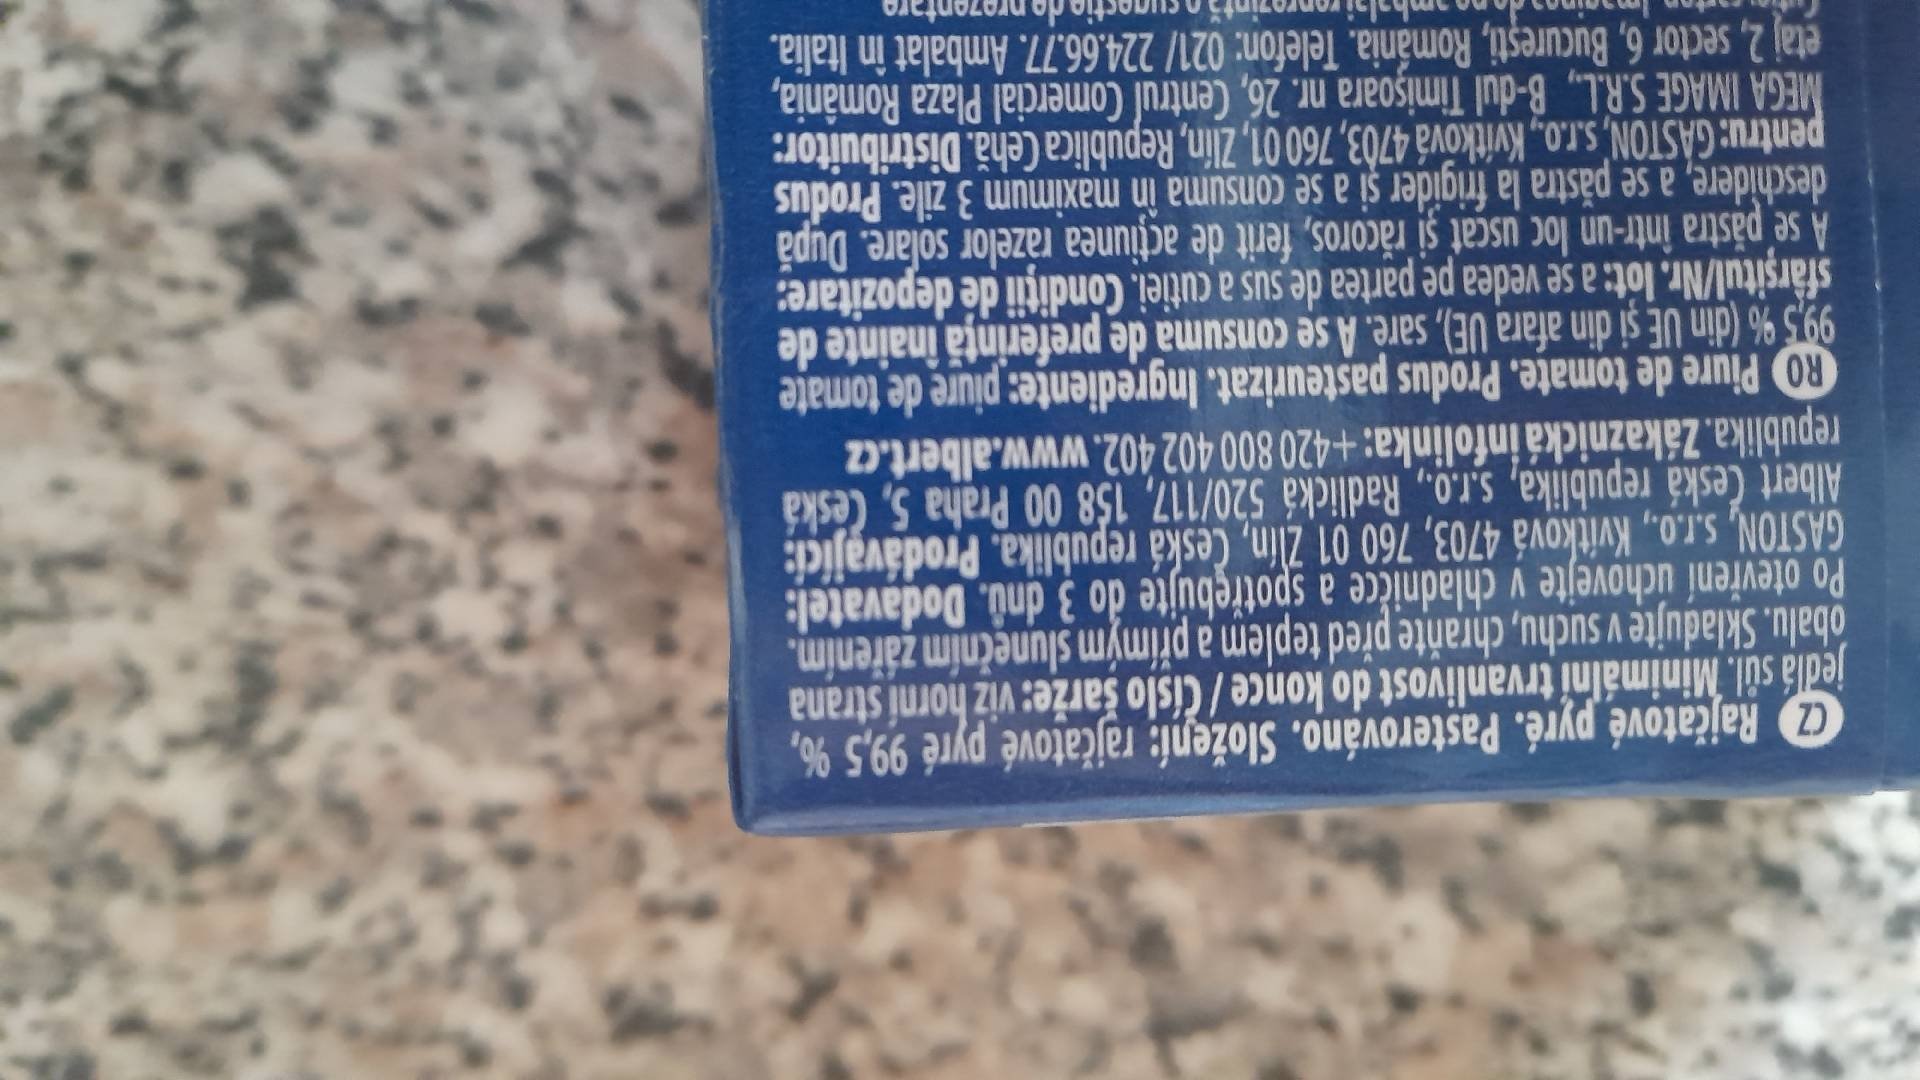 CZ Rajčatové pyré. Pasterováno. Složení: rajčatové pyré 99,5 %,
jedlá sůl. Minimální trvanlivost do konce / Číslo šarže: viz horní strana
obalu. Skladujte v suchu, chraňte před teplem a přímým slunečním zářením.
Po otevření uchovejte v chladničce a spotřebujte do 3 dnů. Dodavatel:
GASTON, s.r.o., Kvítková 4703, 760 01 Zlín, Česká republika. Prodávající:
Albert Česká republika, s.r.o., Radlická 520/117, 158 00 Praha 5, Česká
republika. Zákaznická infolinka: +420 800 402 402. www.albert.cz
RO Piure de tomate. Produs pasteurizat. Ingrediente: piure de tomate
99,5 % (din UE și din afara UE), sare. A se consuma de preferință înainte de
sfârșitul/Nr. lot: a se vedea pe partea de sus a cutiei. Condiții de depozitare:
A se păstra într-un loc uscat și răcoros, ferit de acțiunea razelor solare. După
deschidere, a se păstra la frigider și a se consuma în maximum 3 zile. Produs
pentru: GASTON, s.r.o., Kvítková 4703, 760 01, Zlín, Republica Cehă. Distribuitor:
MEGA IMAGE S.R.L., B-dul Timișoara nr. 26, Centrul Comercial Plaza România,
etaj 2, sector 6, București, România. Telefon: 021/ 224.66.77. Ambalat în Italia.
Imaginea de pe ambalaj reprezintă o sugestie de prezentare